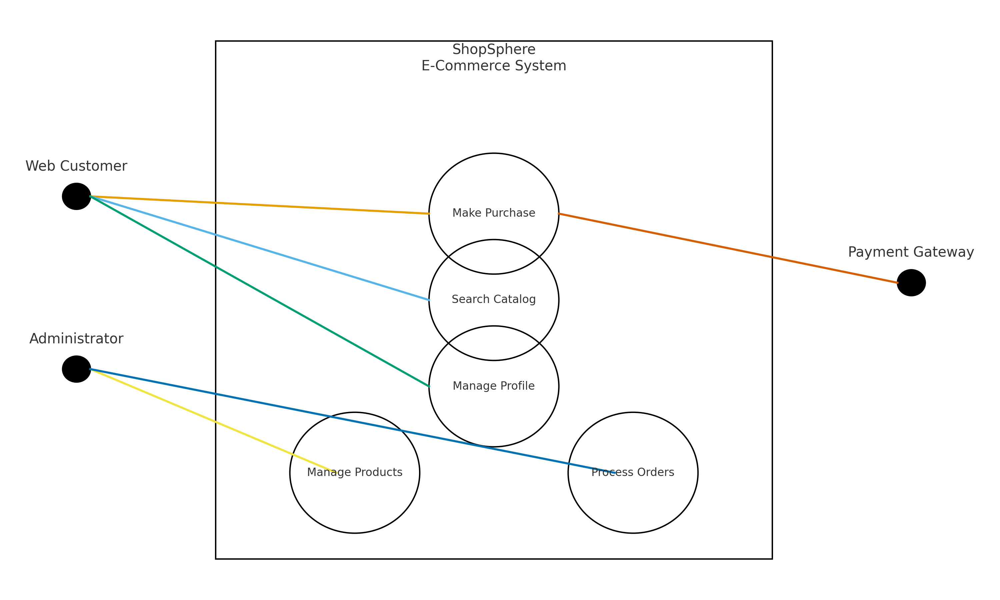 ShopSphere
E-Commerce System
Web Customer
Make Purchase
Payment Gateway
Search Catalog
Administrator
Manage Profile
Manage Products
Process Orders